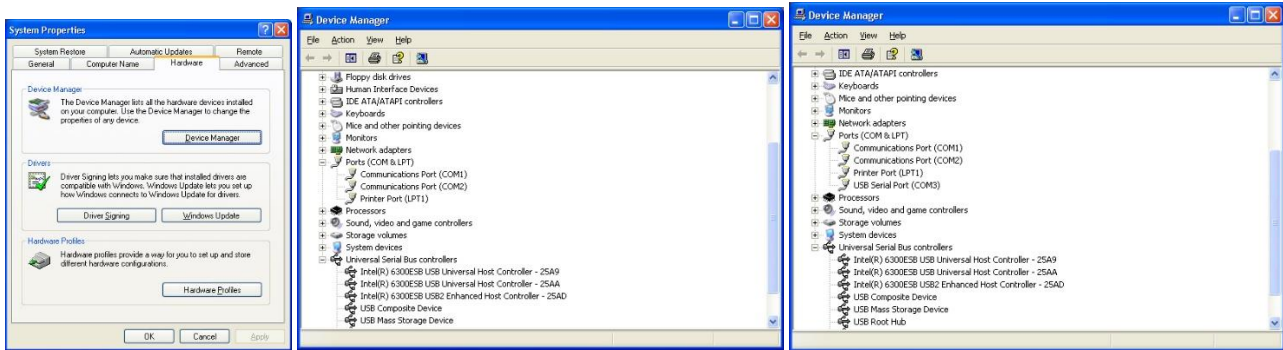 System Properties
System Restore Automatic Updates Remote
General Computer Name Hardware Advanced
Device Manager
The Device Manager lists all the hardware devices installed
on your computer. Use the Device Manager to change the
properties of any device.
Device Manager
Drivers
Driver Signing lets you make sure that installed drivers are
compatible with Windows. Windows Update lets you set up
how Windows connects to Windows Update for drivers.
Driver Signing Windows Update
Hardware Profiles
Hardware profiles provide a way for you to set up and store
different hardware configurations.
Hardware Profiles
OK Cancel Apply
Device Manager
File Action View Help
Floppy disk drives
Human Interface Devices
IDE ATA/ATAPI controllers
Keyboards
Mice and other pointing devices
Monitors
Network adapters
Ports (COM & LPT)
Communications Port (COM1)
Communications Port (COM2)
Printer Port (LPT1)
Processors
Sound, video and game controllers
Storage volumes
System devices
Universal Serial Bus controllers
Intel(R) 6300ESB USB Universal Host Controller - 25A9
Intel(R) 6300ESB USB Universal Host Controller - 25AA
Intel(R) 6300ESB USB2 Enhanced Host Controller - 25AD
USB Composite Device
USB Mass Storage Device
Device Manager
File Action View Help
IDE ATA/ATAPI controllers
Keyboards
Mice and other pointing devices
Monitors
Network adapters
Ports (COM & LPT)
Communications Port (COM1)
Communications Port (COM2)
Printer Port (LPT1)
USB Serial Port (COM3)
Processors
Sound, video and game controllers
Storage volumes
System devices
Universal Serial Bus controllers
Intel(R) 6300ESB USB Universal Host Controller - 25A9
Intel(R) 6300ESB USB Universal Host Controller - 25AA
Intel(R) 6300ESB USB2 Enhanced Host Controller - 25AD
USB Composite Device
USB Mass Storage Device
USB Root Hub